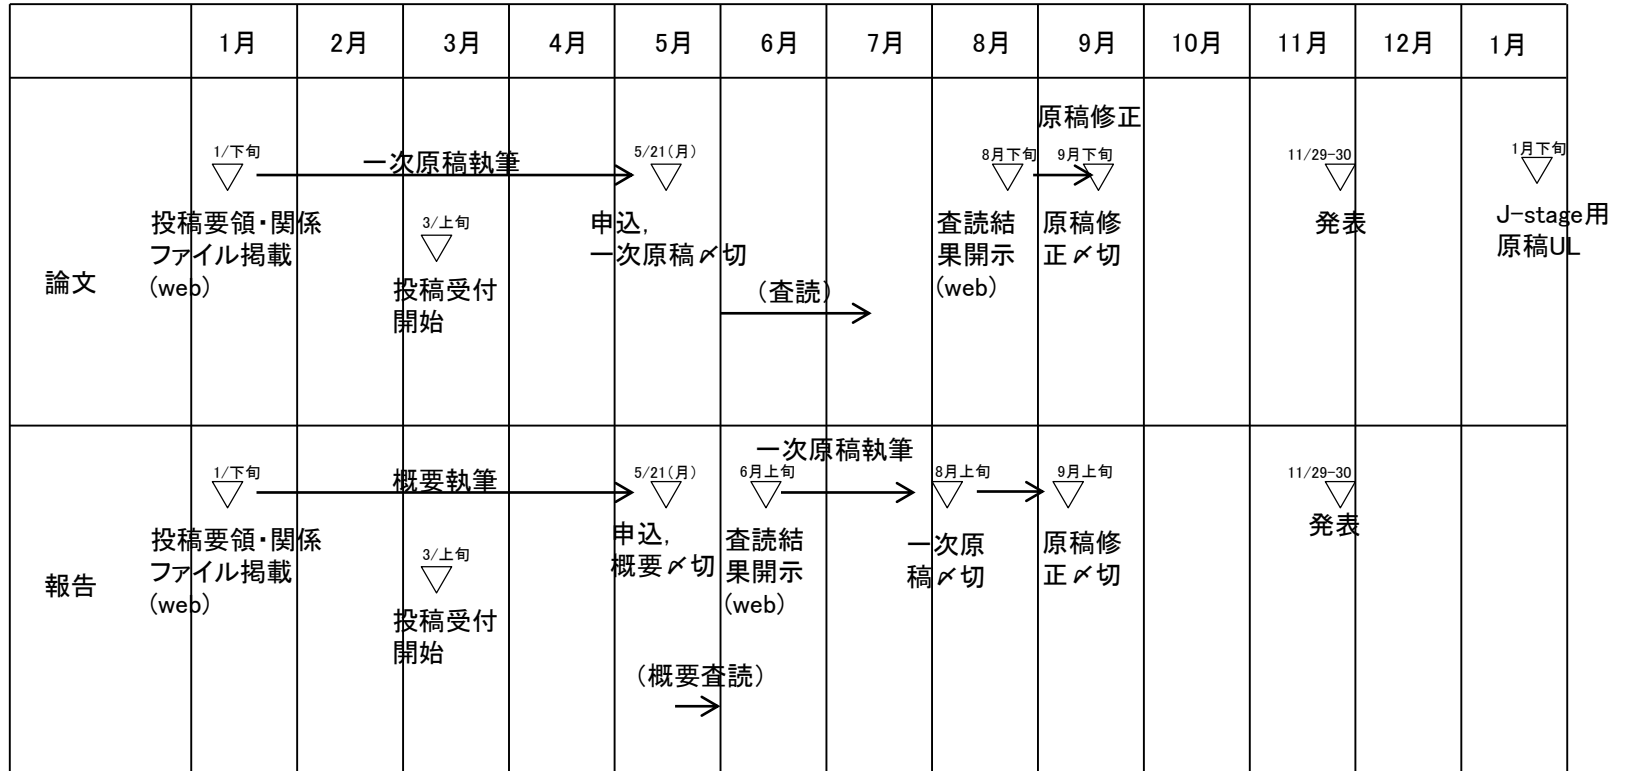 1月 2月 3月 4月 5月 6月 7月 8月 9月 10月 11月 12月 1月
論文
1/下旬
投稿要領・関係
ファイル掲載
(web)
一次原稿執筆
3/上旬
投稿受付
開始
5/21(月)
申込,
一次原稿〆切
(査読)
8月下旬
査読結
果開示
(web)
原稿修正
9月下旬
原稿修
正〆切
11/29-30
発表
1月下旬
J-stage用
原稿UL
報告
1/下旬
投稿要領・関係
ファイル掲載
(web)
概要執筆
3/上旬
投稿受付
開始
5/21(月)
申込,
概要〆切
(概要査読)
6月上旬
査読結
果開示
(web)
一次原稿執筆
8月上旬
一次原
稿〆切
9月上旬
原稿修
正〆切
11/29-30
発表